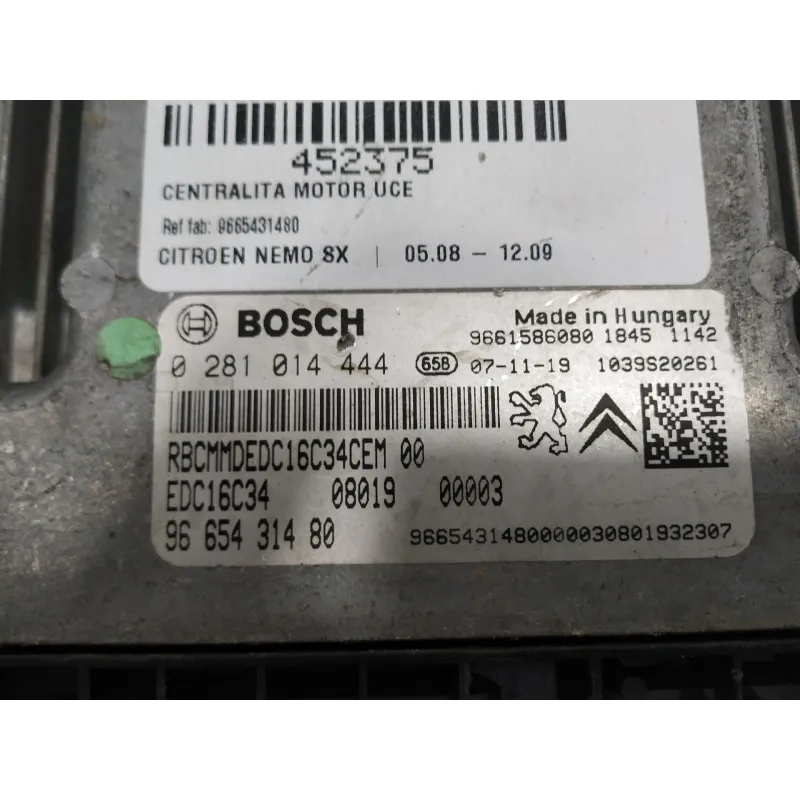 452375
CENTRALITA MOTOR UCE
Ref fab: 9665431480
CITROEN NEMO SX | 05.08 - 12.09
BOSCH Made in Hungary
9661586080 1845 1142
0 281 014 444 65B 07-11-19 1039S20261
RBCMMDEDC16C34CEM 00
EDC16C34 08019 00003
96 654 314 80 9665431480000030801932307